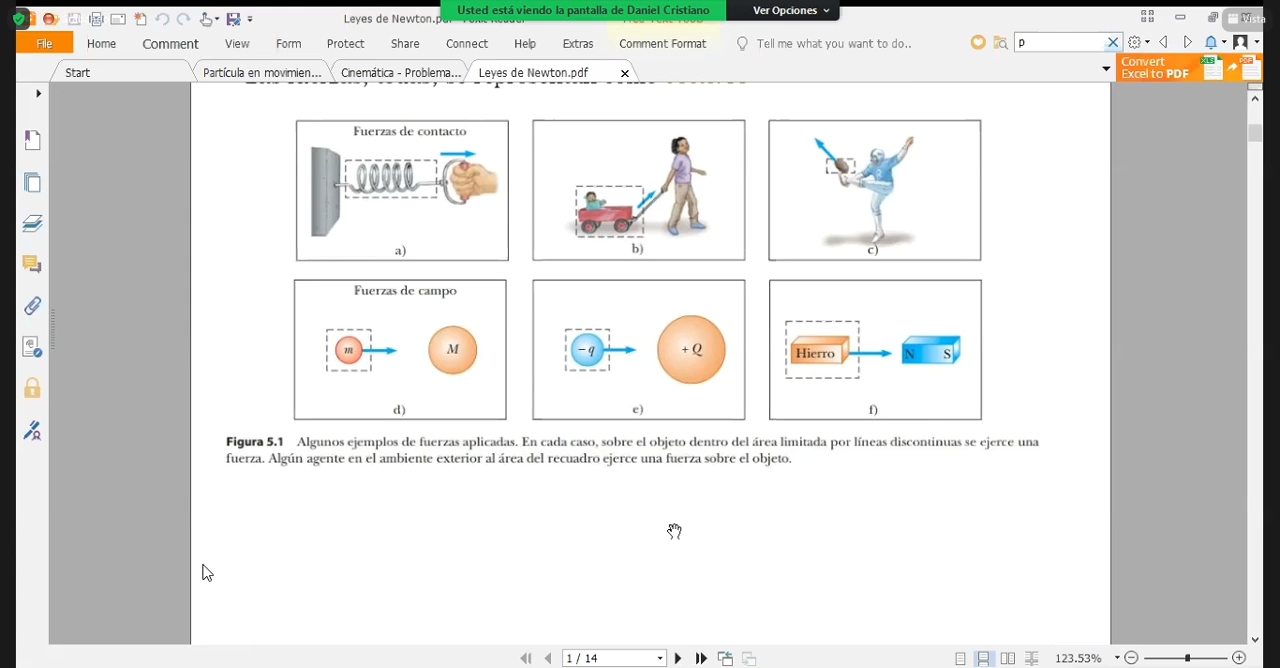 Usted está viendo la pantalla de Daniel Cristiano
Ver Opciones
Leyes de Newton.pdf
Vista
File
Home
Comment
View
Form
Protect
Share
Connect
Help
Extras
Comment Format
Tell me what you want to do..
p
Start
Partícula en movimien...
Cinemática - Problema...
Leyes de Newton.pdf
Convert
Excel to PDF
Fuerzas de contacto
a)
b)
c)
Fuerzas de campo
m
M
d)
− q
+ Q
e)
Hierro
N S
f)
Figura 5.1 Algunos ejemplos de fuerzas aplicadas. En cada caso, sobre el objeto dentro del área limitada por líneas discontinuas se ejerce una
fuerza. Algún agente en el ambiente exterior al área del recuadro ejerce una fuerza sobre el objeto.
1 / 14
123.53%